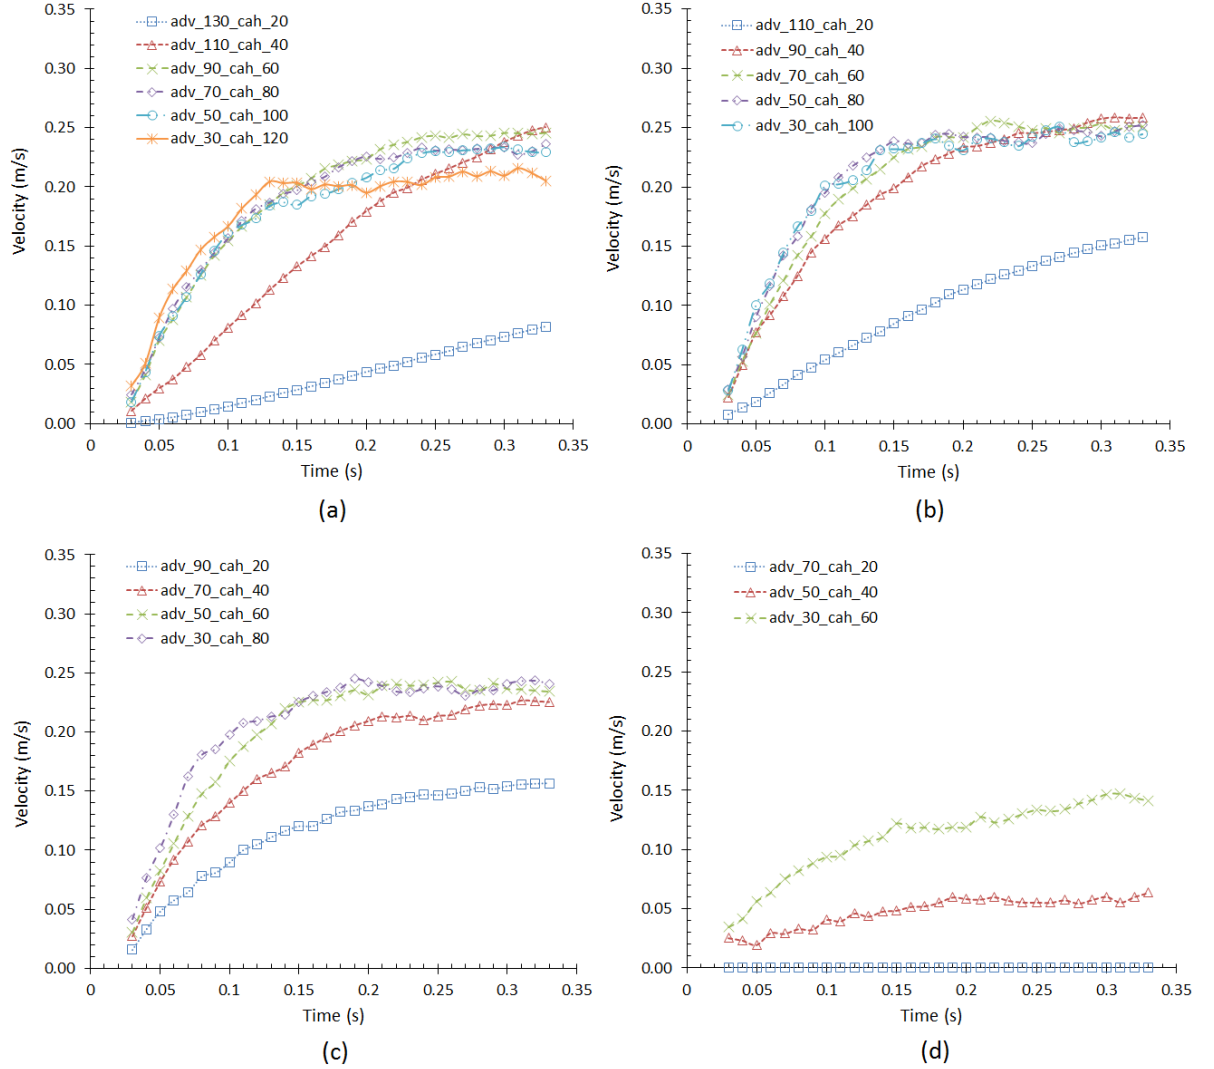 adv_130_cah_20
adv_110_cah_40
adv_90_cah_60
adv_70_cah_80
adv_50_cah_100
adv_30_cah_120
0.35
0.30
0.25
0.20
0.15
0.10
0.05
0.00
Velocity (m/s)
0 0.05 0.1 0.15 0.2 0.25 0.3 0.35
Time (s)
(a)
adv_110_cah_20
adv_90_cah_40
adv_70_cah_60
adv_50_cah_80
adv_30_cah_100
0.35
0.30
0.25
0.20
0.15
0.10
0.05
0.00
Velocity (m/s)
0 0.05 0.1 0.15 0.2 0.25 0.3 0.35
Time (s)
(b)
adv_90_cah_20
adv_70_cah_40
adv_50_cah_60
adv_30_cah_80
0.35
0.30
0.25
0.20
0.15
0.10
0.05
0.00
Velocity (m/s)
0 0.05 0.1 0.15 0.2 0.25 0.3 0.35
Time (s)
(c)
adv_70_cah_20
adv_50_cah_40
adv_30_cah_60
0.35
0.30
0.25
0.20
0.15
0.10
0.05
0.00
Velocity (m/s)
0 0.05 0.1 0.15 0.2 0.25 0.3 0.35
Time (s)
(d)